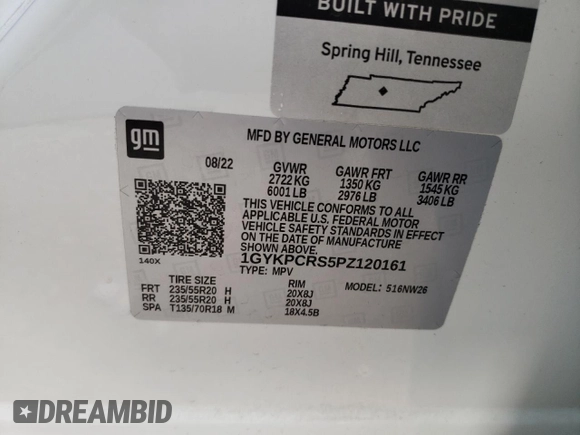 BUILT WITH PRIDE
Spring Hill, Tennessee
gm
MFD BY GENERAL MOTORS LLC
08/22 GVWR GAWR FRT GAWR RR
2722 KG 1350 KG 1545 KG
6001 LB 2976 LB 3406 LB
THIS VEHICLE CONFORMS TO ALL
APPLICABLE U.S. FEDERAL MOTOR
VEHICLE SAFETY STANDARDS IN EFFECT
ON THE DATE OF MANUFACTURE SHOWN ABOVE.
1GYKPCRS5PZ120161
140X TYPE: MPV
TIRE SIZE RIM MODEL: 516NW26
FRT 235/55R20 H 20X8J
RR 235/55R20 H 20X8J
SPA T135/70R18 M 18X4.5B
DREAMBID